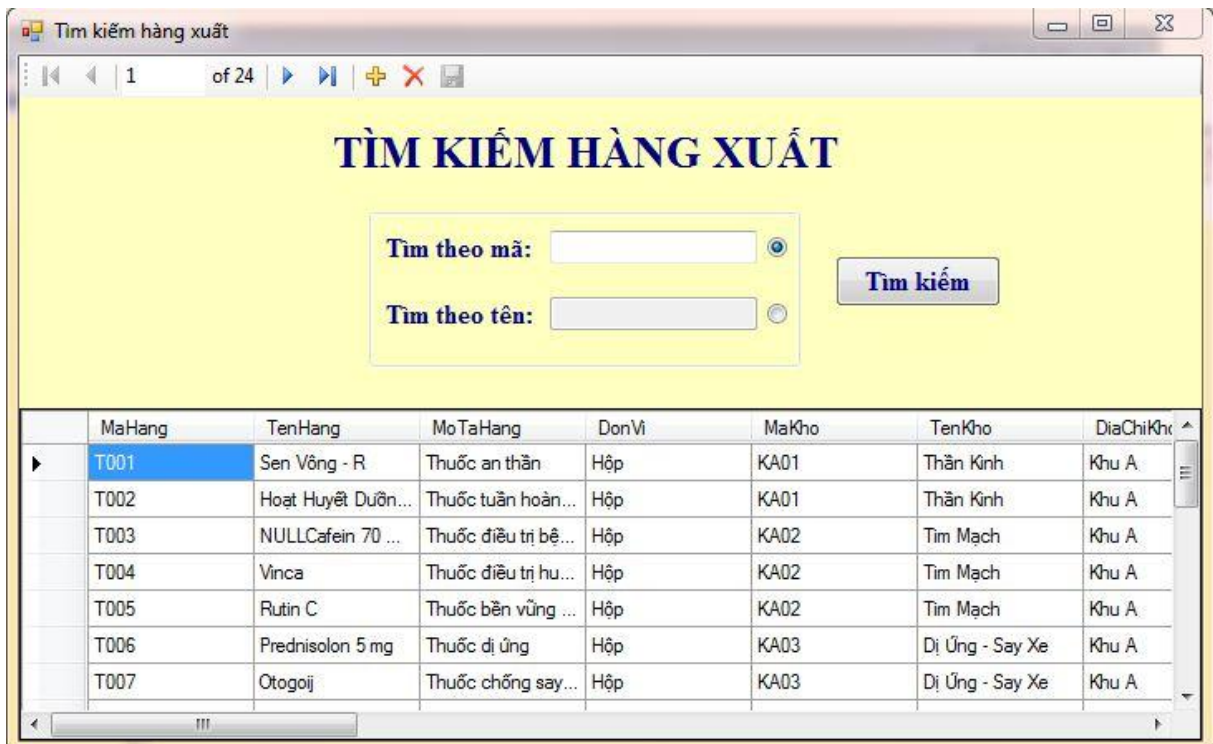 Tìm kiếm hàng xuất
1 of 24
TÌM KIẾM HÀNG XUẤT
Tìm theo mã:
Tìm kiếm
Tìm theo tên:
MaHang TenHang MoTaHang DonVi MaKho TenKho DiaChiKho
T001 Sen Vông - R Thuốc an thần Hộp KA01 Thần Kinh Khu A
T002 Hoạt Huyết Dưỡn... Thuốc tuần hoàn... Hộp KA01 Thần Kinh Khu A
T003 NULLCafein 70 ... Thuốc điều trị bệ... Hộp KA02 Tim Mạch Khu A
T004 Vinca Thuốc điều trị hu... Hộp KA02 Tim Mạch Khu A
T005 Rutin C Thuốc bền vững ... Hộp KA02 Tim Mạch Khu A
T006 Prednisolon 5 mg Thuốc dị ứng Hộp KA03 Dị Ứng - Say Xe Khu A
T007 Otogoij Thuốc chống say... Hộp KA03 Dị Ứng - Say Xe Khu A